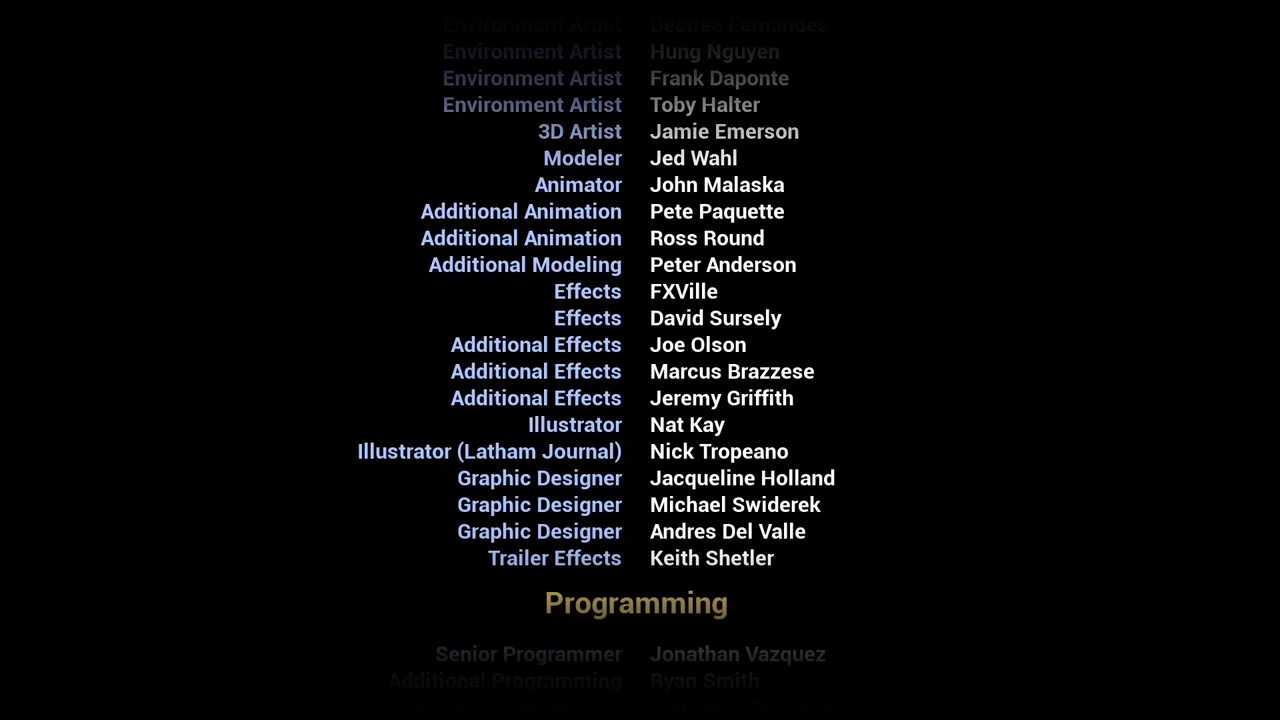 Environment Artist Desiree Fernandes
Environment Artist Hung Nguyen
Environment Artist Frank Daponte
Environment Artist Toby Halter
3D Artist Jamie Emerson
Modeler Jed Wahl
Animator John Malaska
Additional Animation Pete Paquette
Additional Animation Ross Round
Additional Modeling Peter Anderson
Effects FXVille
Effects David Sursely
Additional Effects Joe Olson
Additional Effects Marcus Brazzese
Additional Effects Jeremy Griffith
Illustrator Nat Kay
Illustrator (Latham Journal) Nick Tropeano
Graphic Designer Jacqueline Holland
Graphic Designer Michael Swiderek
Graphic Designer Andres Del Valle
Trailer Effects Keith Shetler
Programming
Senior Programmer Jonathan Vazquez
Additional Programming Ryan Smith